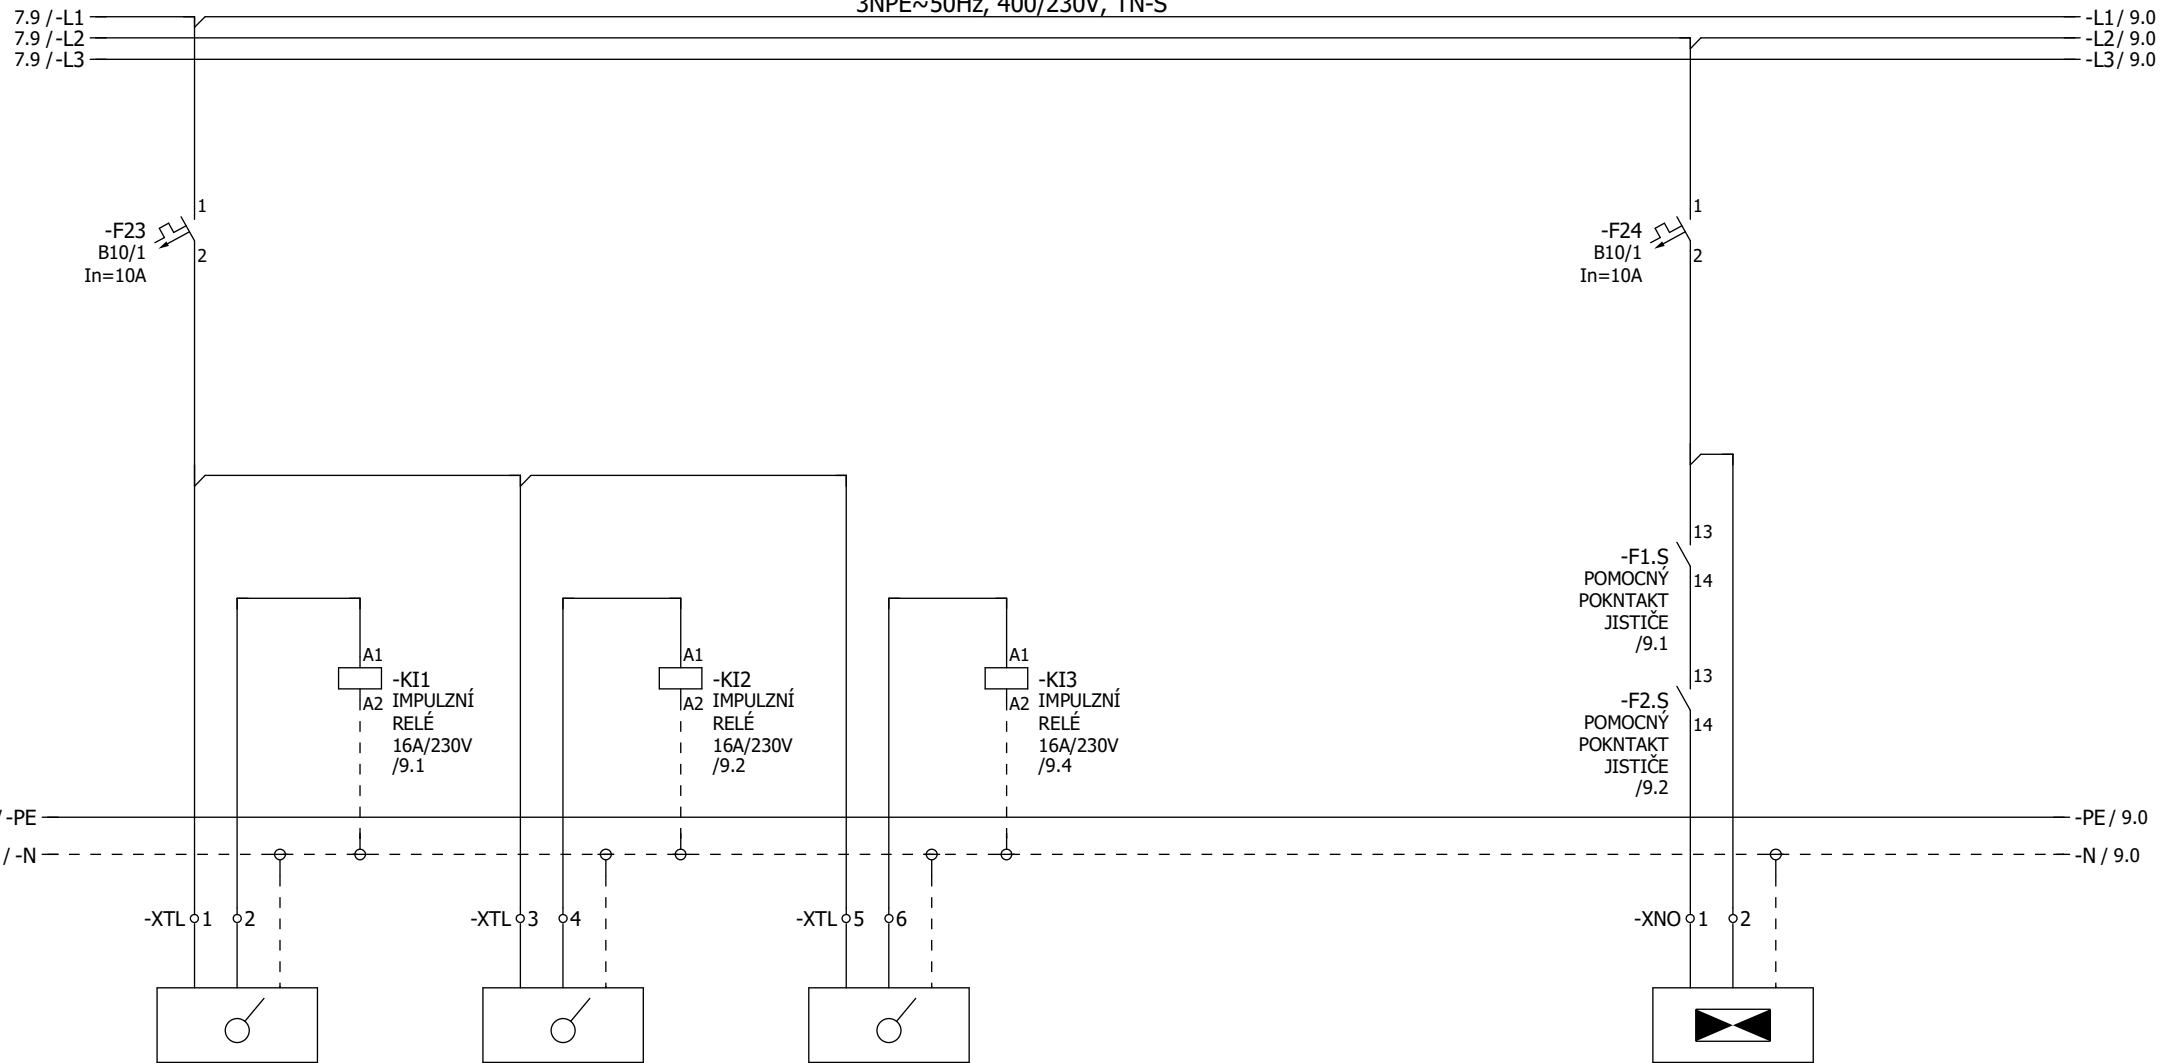 3NPE~50Hz, 400/230V, TN-S
7.9 / -L1
-L1 / 9.0
7.9 / -L2
-L2 / 9.0
7.9 / -L3
-L3 / 9.0
1
-F23
B10/1
2
In=10A
1
-F24
B10/1
2
In=10A
13
-F1.S
POMOCNÝ
14
POKNTAKT
JISTIČE
/9.1
A1
-KI1
A2
IMPULZNÍ
RELÉ
16A/230V
/9.1
A1
-KI2
A2
IMPULZNÍ
RELÉ
16A/230V
/9.2
A1
-KI3
A2
IMPULZNÍ
RELÉ
16A/230V
/9.4
13
-F2.S
POMOCNÝ
14
POKNTAKT
JISTIČE
/9.2
/ -PE
-PE / 9.0
/ -N
-N / 9.0
-XTL 1 2
-XTL 3 4
-XTL 5 6
-XNO 1 2